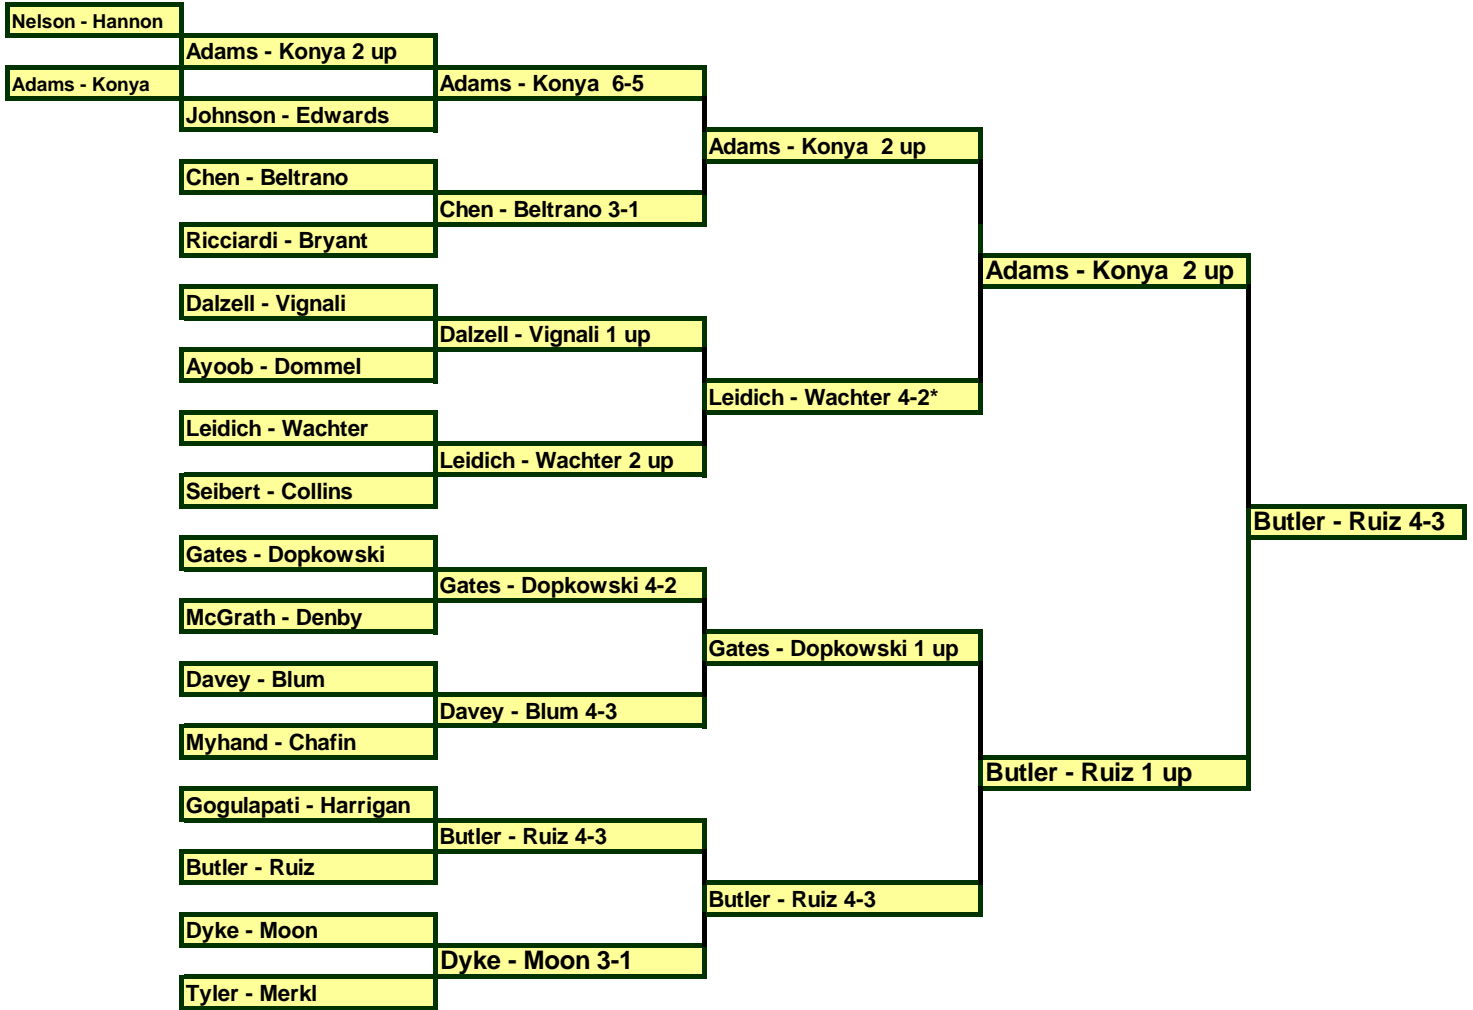 Nelson - Hannon
Adams - Konya 2 up
Adams - Konya
Adams - Konya  6-5
Johnson - Edwards
Adams - Konya  2 up
Chen - Beltrano
Chen - Beltrano 3-1
Ricciardi - Bryant
Adams - Konya  2 up
Dalzell - Vignali
Dalzell - Vignali 1 up
Ayoob - Dommel
Leidich - Wachter 4-2*
Leidich - Wachter
Leidich - Wachter 2 up
Seibert - Collins
Butler - Ruiz 4-3
Gates - Dopkowski
Gates - Dopkowski 4-2
McGrath - Denby
Gates - Dopkowski 1 up
Davey - Blum
Davey - Blum 4-3
Myhand - Chafin
Butler - Ruiz 1 up
Gogulapati - Harrigan
Butler - Ruiz 4-3
Butler - Ruiz
Butler - Ruiz 4-3
Dyke - Moon
Dyke - Moon 3-1
Tyler - Merkl